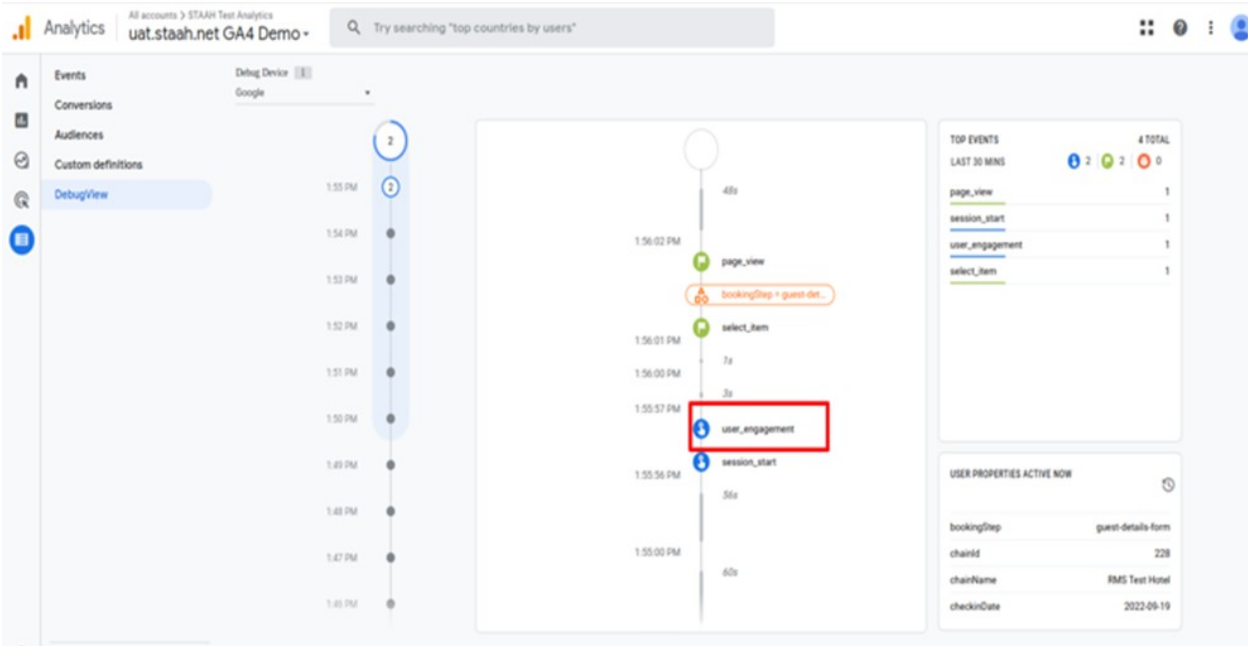 All accounts > STAAH Test Analytics
Analytics
uat.staah.net GA4 Demo
Try searching "top countries by users"
Events
Conversions
Audiences
Custom definitions
DebugView
Debug Device 1
Google
2
1:55 PM 2
1:54 PM
1:53 PM
1:52 PM
1:51 PM
1:50 PM
1:49 PM
1:48 PM
1:47 PM
1:46 PM
48s
1:56:02 PM
page_view
bookingStep = guest-det...
select_item
1:56:01 PM
1s
1:56:00 PM
3s
1:55:57 PM
user_engagement
session_start
1:55:56 PM
56s
1:55:00 PM
60s
TOP EVENTS 4 TOTAL
LAST 30 MINS 2 2 0
page_view 1
session_start 1
user_engagement 1
select_item 1
USER PROPERTIES ACTIVE NOW
bookingStep guest-details-form
chainId 228
chainName RMS Test Hotel
checkinDate 2022-09-19